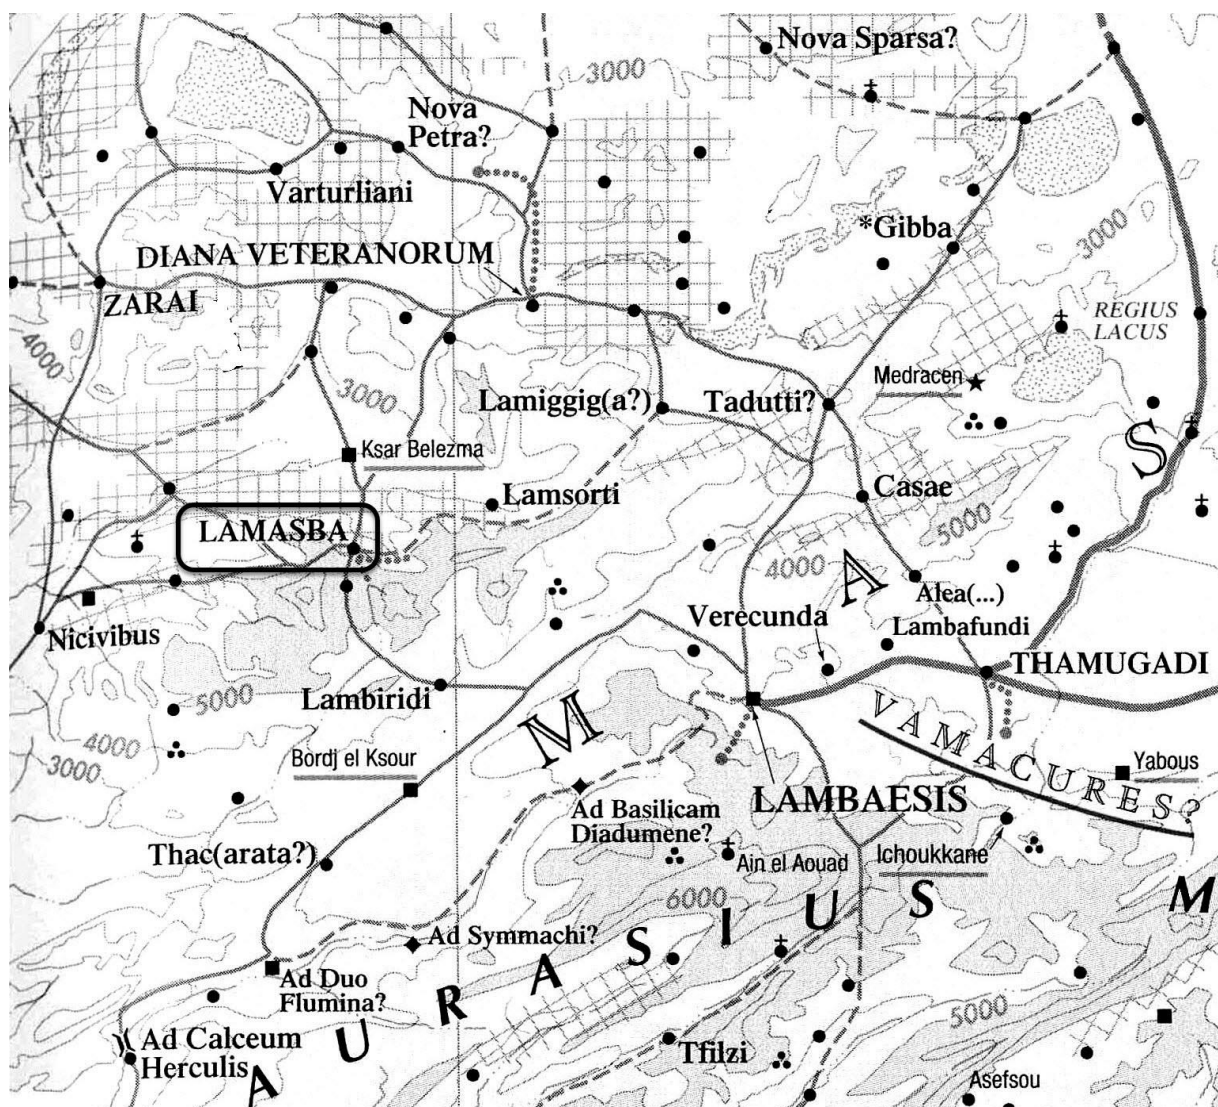 Nova Sparsa?
3000
Nova
Petra?
Varturliani
3000
*Gibba
DIANA VETERANORUM
ZARAI
REGIUS
LACUS
4000
3000
Medracen
Lamiggig(a?)
Tadutti?
S
Ksar Belezma
Lamsorti
Casae
LAMASBA
5000
4000
A
Alea(...)
Verecunda
Lambafundi
Nicivibus
THAMUGADI
Lambiridi
5000
4000
3000
M
VAMACURES?
Bordj el Ksour
Yabous
LAMBAESIS
Ad Basilicam
Diadumene?
Thac(arata?)
Ain el Aouad
Ichoukkane
6000
AURASIUS M
Ad Symmachi?
Ad Duo
Flumina?
5000
Ad Calceum
Herculis
Tfilzi
Asefsou